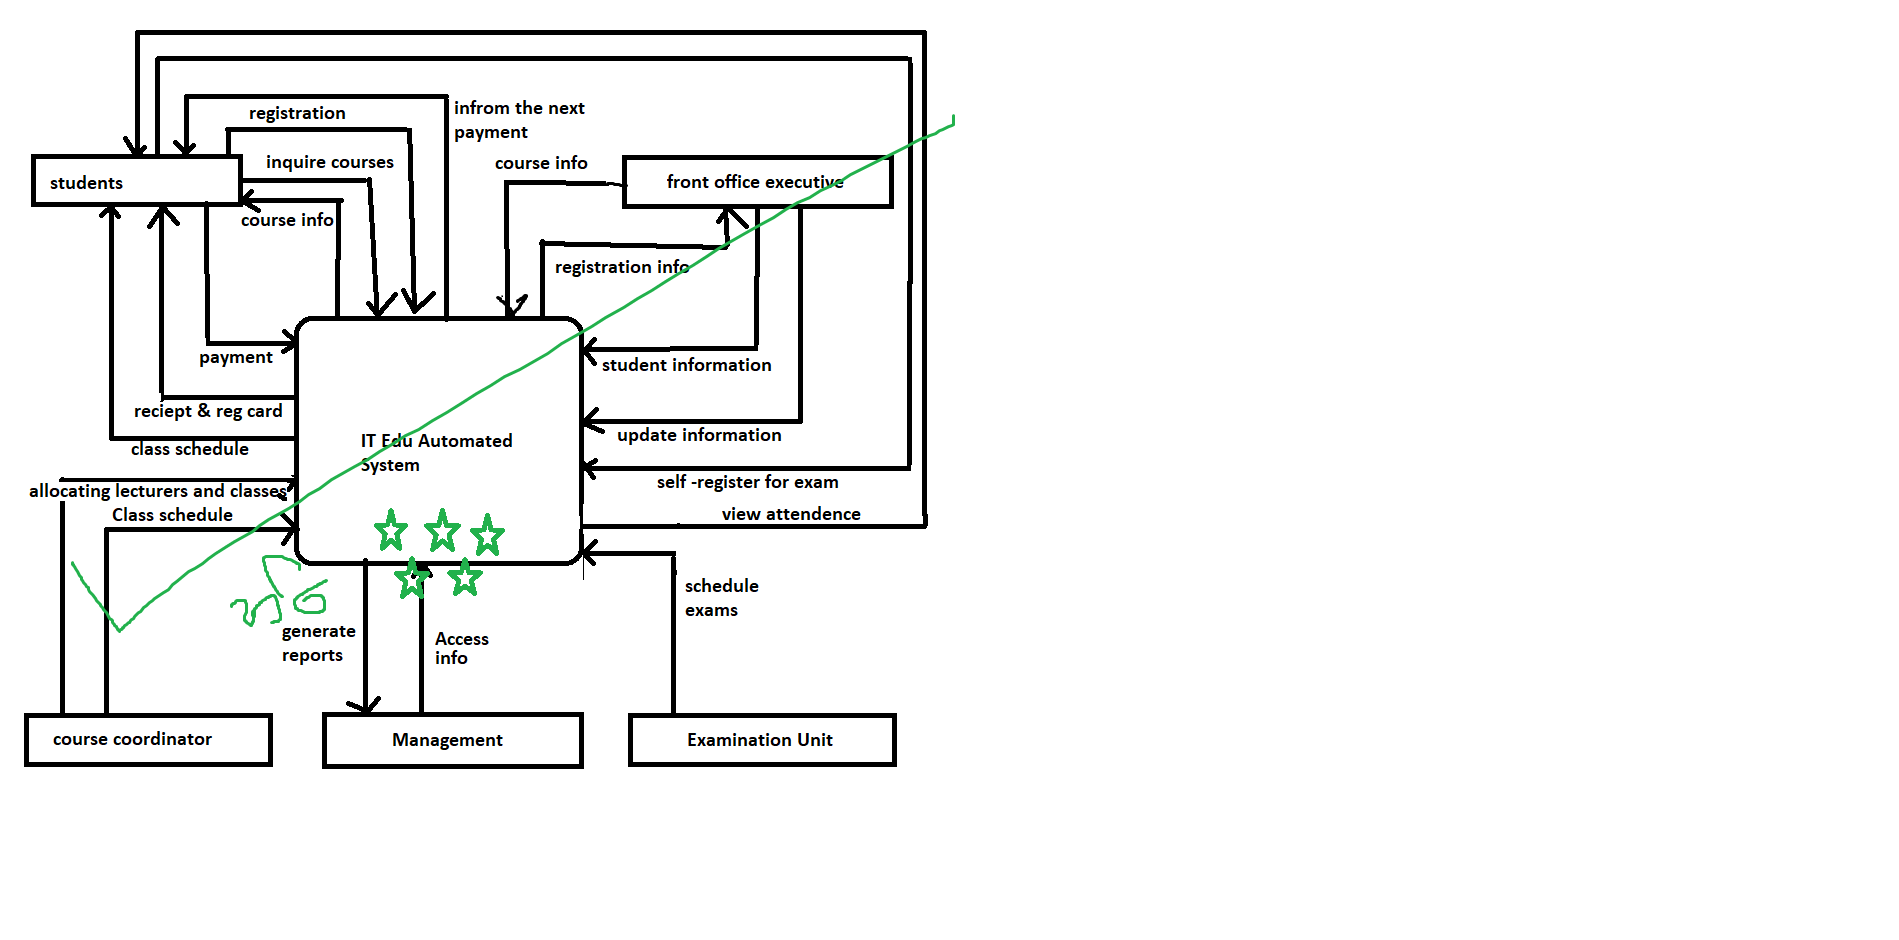 registration
infrom the next
payment
inquire courses
course info
students
front office executive
course info
registration info
payment
student information
reciept & reg card
update information
class schedule
IT Edu Automated
System
self -register for exam
allocating lecturers and classes
Class schedule
view attendence
schedule
exams
generate
reports
Access
info
course coordinator
Management
Examination Unit